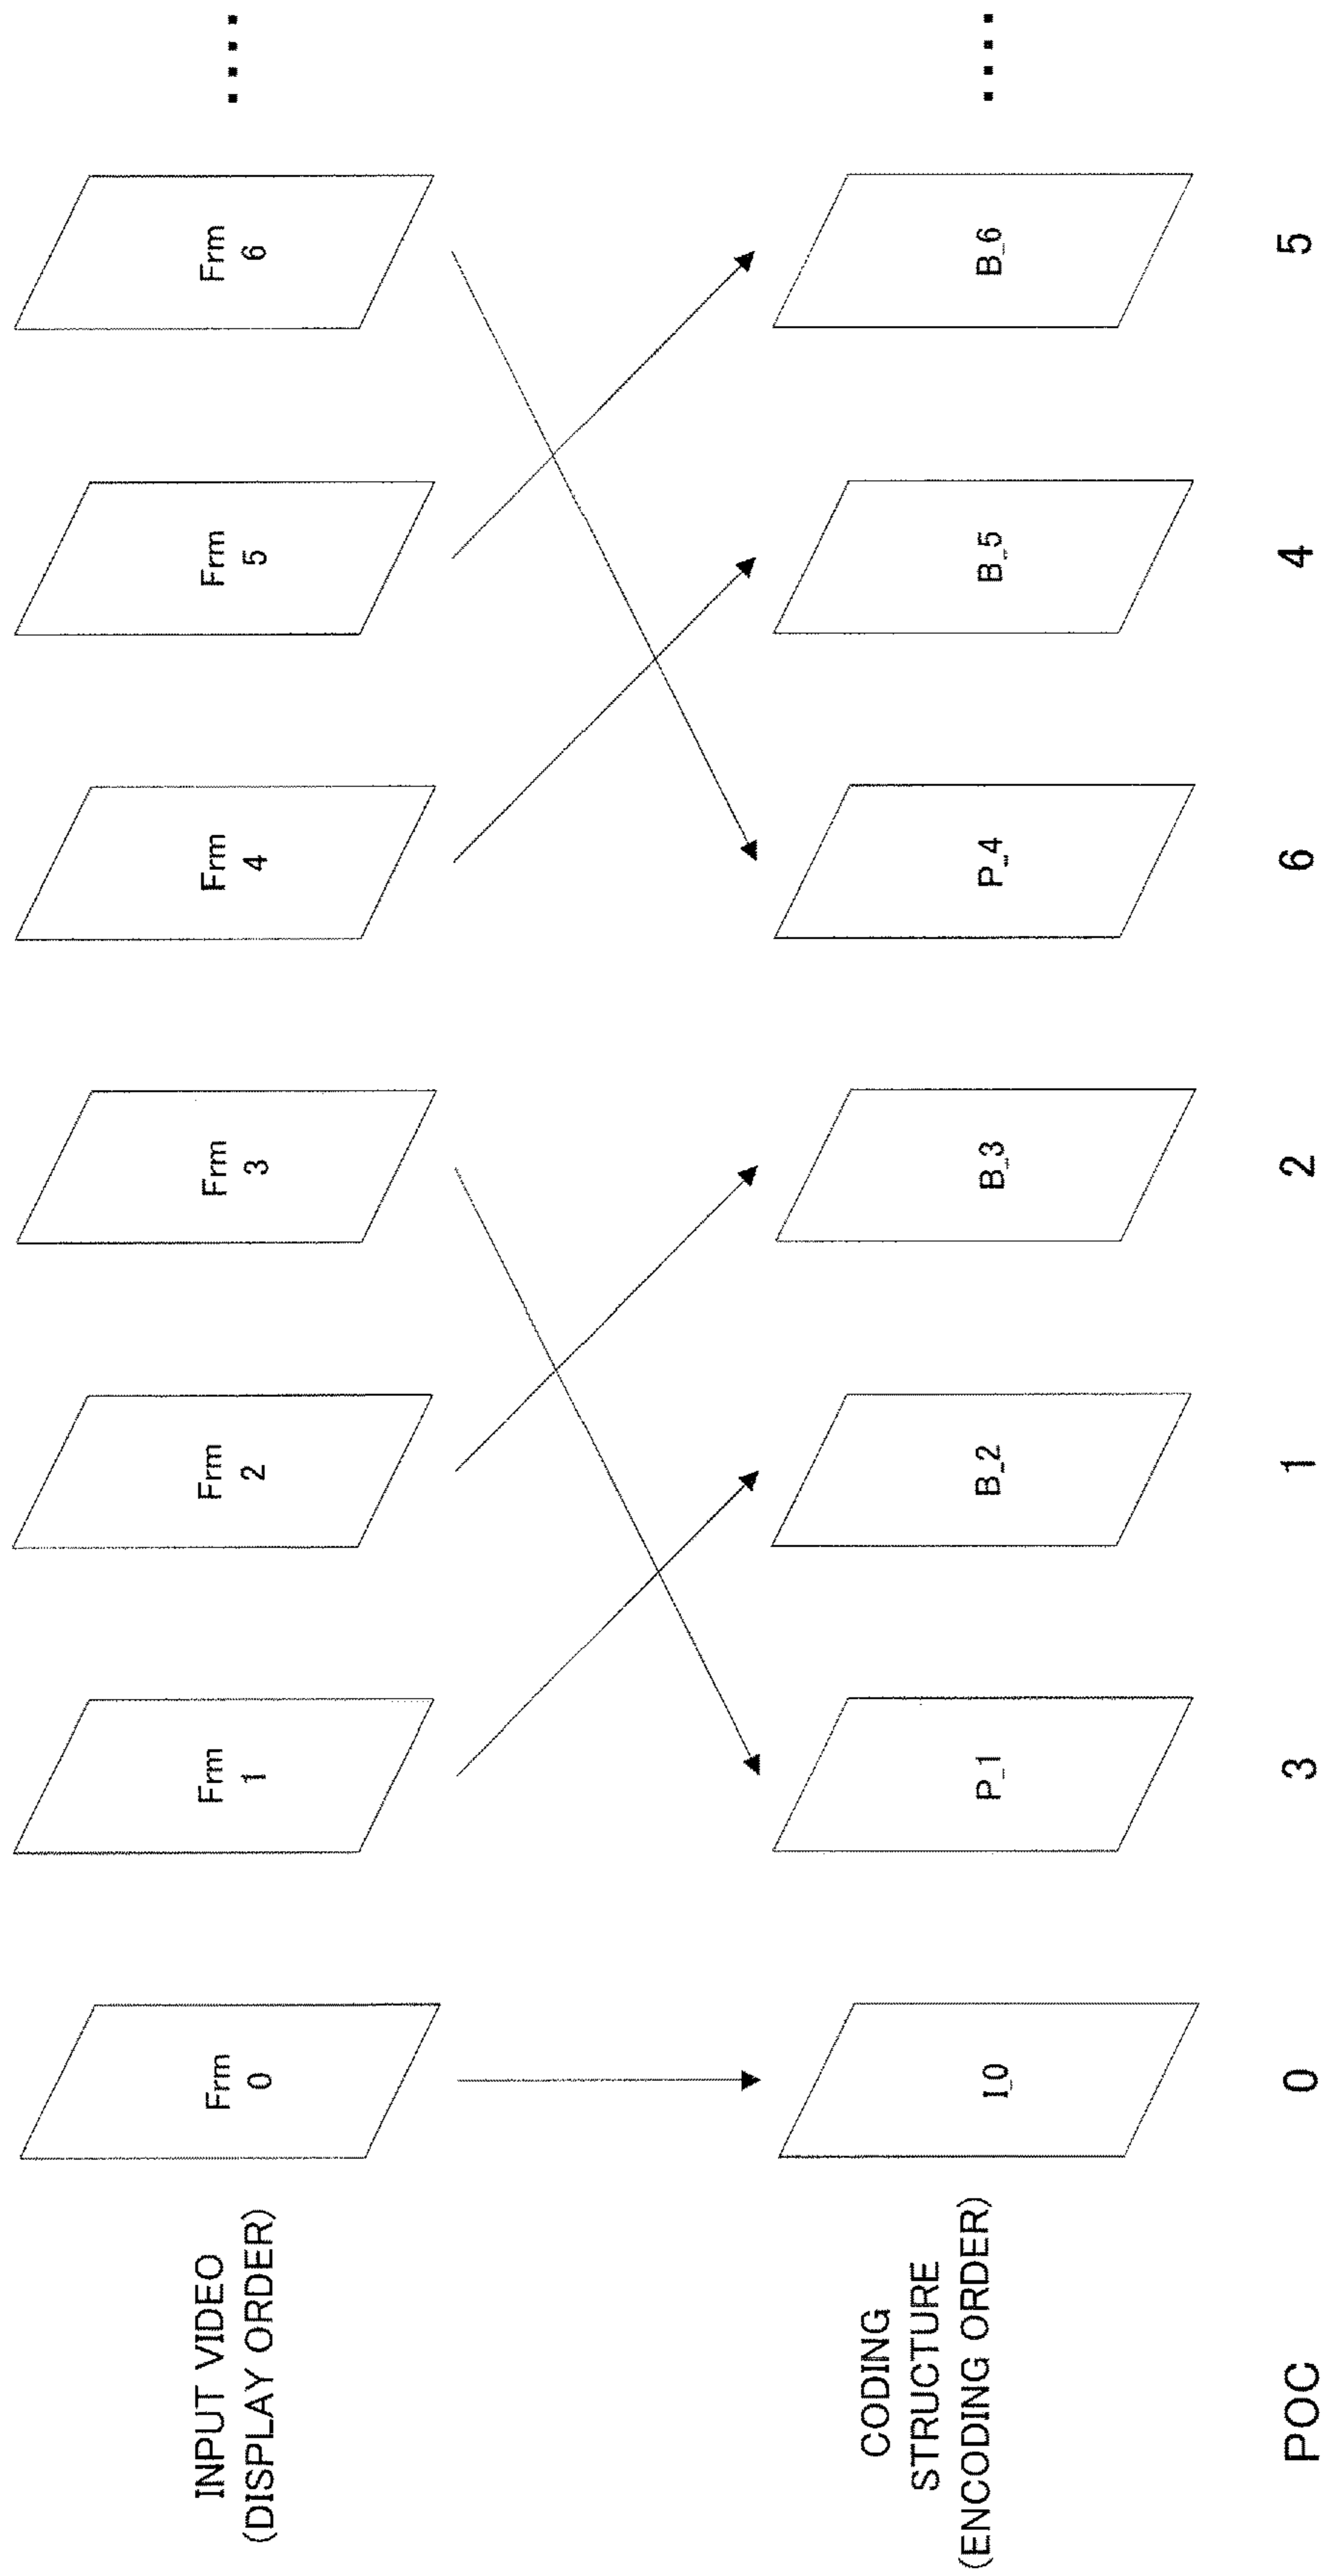 INPUT VIDEO
(DISPLAY ORDER)
Frm
0
Frm
1
Frm
2
Frm
3
Frm
4
Frm
5
Frm
6
CODING
STRUCTURE
(ENCODING ORDER)
I_0
P_1
B_2
B_3
P_4
B_5
B_6
POC 0 3 1 2 6 4 5